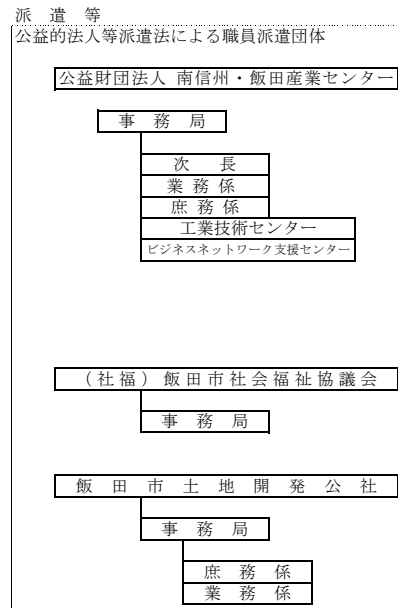 派遣等
公益的法人等派遣法による職員派遣団体
公益財団法人 南信州・飯田産業センター
事務局
次長
業務係
庶務係
工業技術センター
ビジネスネットワーク支援センター
（社福）飯田市社会福祉協議会
事務局
飯田市土地開発公社
事務局
庶務係
業務係